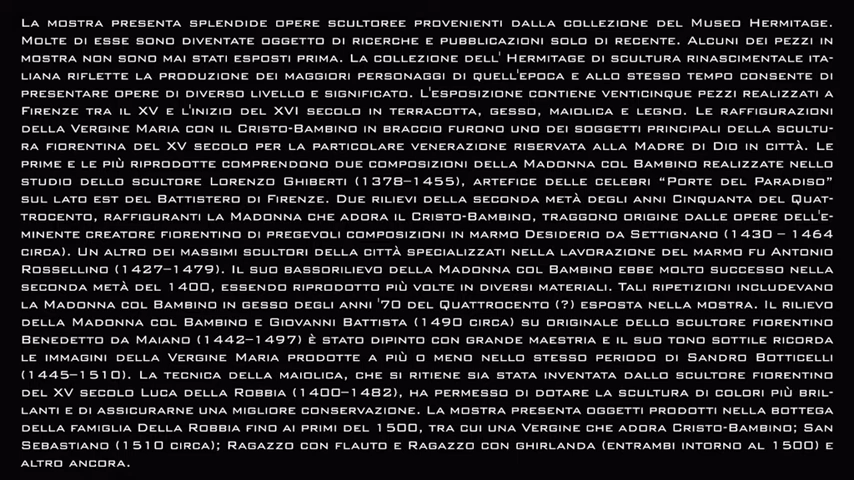 La mostra presenta splendide opere scultoree provenienti dalla collezione del Museo Hermitage.
Molte di esse sono diventate oggetto di ricerche e pubblicazioni solo di recente. Alcuni dei pezzi in
mostra non sono mai stati esposti prima. La collezione dell' Hermitage di scultura rinascimentale ita-
liana riflette la produzione dei maggiori personaggi di quell'epoca e allo stesso tempo consente di
presentare opere di diverso livello e significato. L'esposizione contiene venticinque pezzi realizzati a
Firenze tra il XV e l'inizio del XVI secolo in terracotta, gesso, maiolica e legno. Le raffigurazioni
della Vergine Maria con il Cristo-Bambino in braccio furono uno dei soggetti principali della scultu-
ra fiorentina del XV secolo per la particolare venerazione riservata alla Madre di Dio in città. Le
prime e le più riprodotte comprendono due composizioni della Madonna col Bambino realizzate nello
studio dello scultore Lorenzo Ghiberti (1378–1455), artefice delle celebri “Porte del Paradiso”
sul lato est del Battistero di Firenze. Due rilievi della seconda metà degli anni Cinquanta del Quat-
trocento, raffiguranti la Madonna che adora il Cristo-Bambino, traggono origine dalle opere dell'e-
minente creatore fiorentino di pregevoli composizioni in marmo Desiderio da Settignano (1430 – 1464
circa). Un altro dei massimi scultori della città specializzati nella lavorazione del marmo fu Antonio
Rossellino (1427–1479). Il suo bassorilievo della Madonna col Bambino ebbe molto successo nella
seconda metà del 1400, essendo riprodotto più volte in diversi materiali. Tali ripetizioni includevano
la Madonna col Bambino in gesso degli anni '70 del Quattrocento (?) esposta nella mostra. Il rilievo
della Madonna col Bambino e Giovanni Battista (1490 circa) su originale dello scultore fiorentino
Benedetto da Maiano (1442–1497) è stato dipinto con grande maestria e il suo tono sottile ricorda
le immagini della Vergine Maria prodotte a più o meno nello stesso periodo di Sandro Botticelli
(1445–1510). La tecnica della maiolica, che si ritiene sia stata inventata dallo scultore fiorentino
del XV secolo Luca della Robbia (1400–1482), ha permesso di dotare la scultura di colori più bril-
lanti e di assicurarne una migliore conservazione. La mostra presenta oggetti prodotti nella bottega
della famiglia Della Robbia fino ai primi del 1500, tra cui una Vergine che adora Cristo-Bambino; San
Sebastiano (1510 circa); Ragazzo con flauto e Ragazzo con ghirlanda (entrambi intorno al 1500) e
altro ancora.